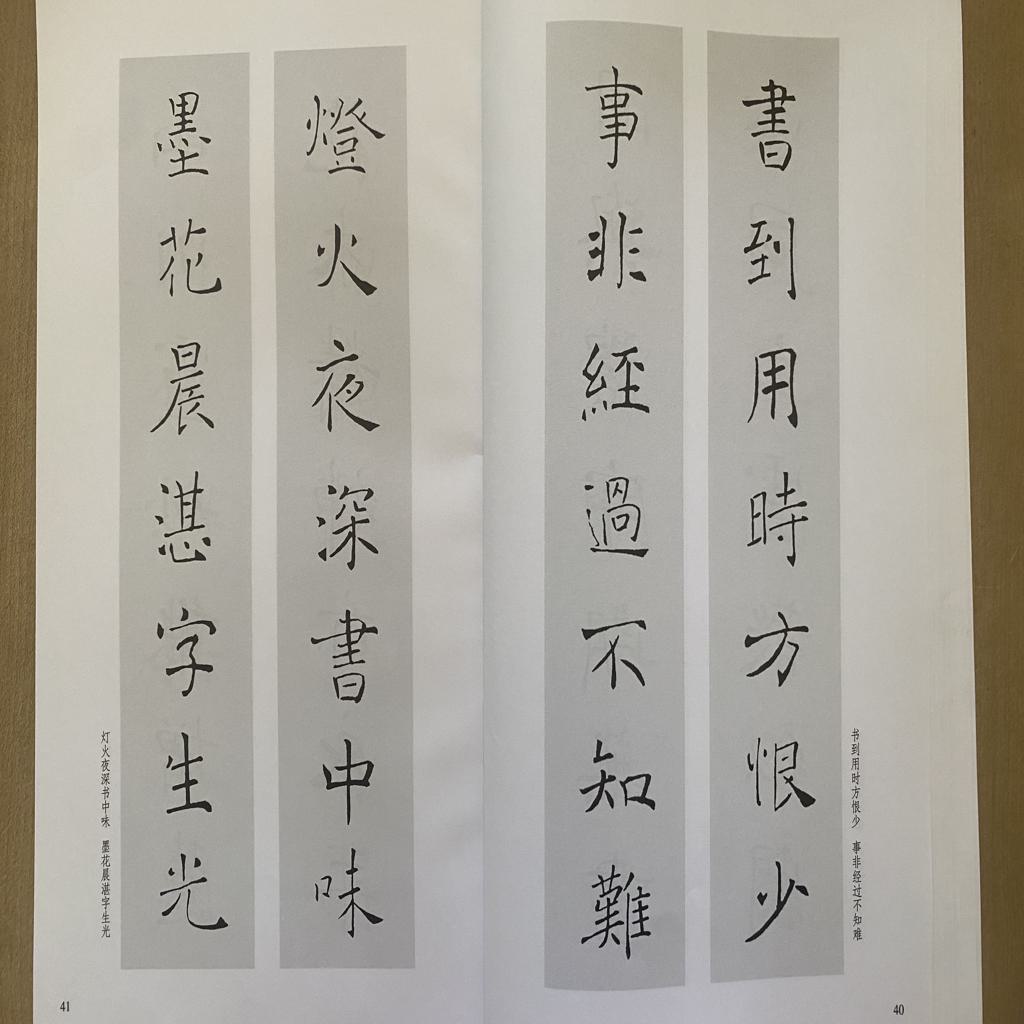 書到用時方恨少
事非經過不知難
书到用时方恨少 事非经过不知难
40
燈火夜深書中味
墨花晨湛字生光
灯火夜深书中味 墨花晨湛字生光
41